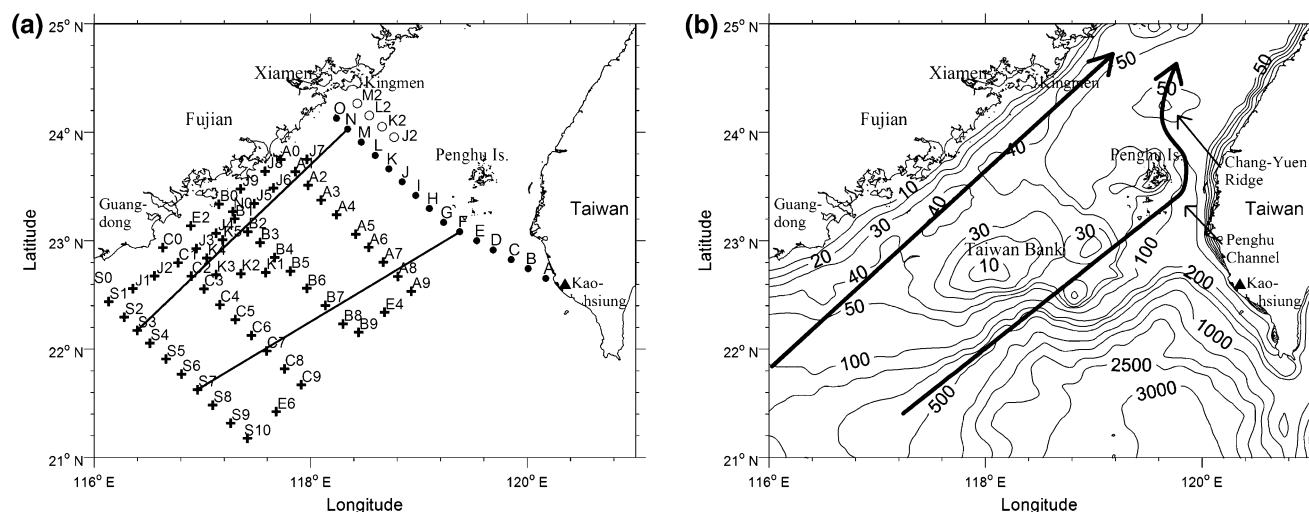 (a)
25° N
24° N
23° N
22° N
21° N
Latitude
116° E
118° E
120° E
Longitude
Xiamen
Kingmen
Fujian
Guang-
dong
Penghu Is.
Taiwan
Kao-
hsiung
M2
L2
K2
J2
O
N
M
L
K
J
I
H
G
F
E
D
C
B
A
A0
J7
J8
A1
A2
J9
J6
A3
J5
A4
B0
N0
B1
E2
B2
A5
B3
A6
C0
J3
K5
B4
A7
C1
K4
A8
J2
C2
K3
K2
K1
B5
S0
J1
C3
B6
A9
S1
C4
B7
E4
S2
C5
B8
S3
C6
B9
S4
C7
S5
S6
C8
S7
C9
S8
E6
S9
S10
(b)
25° N
24° N
23° N
22° N
21° N
Latitude
116° E
118° E
120° E
Longitude
Xiamen
Kingmen
Fujian
Guang-
dong
Penghu Is.
Taiwan Bank
Taiwan
Chang-Yuen
Ridge
Penghu
Channel
Kao-
hsiung
50
50
50
40
10
40
30
30
30
20
10
40
50
100
100
200
500
1000
2500
3000